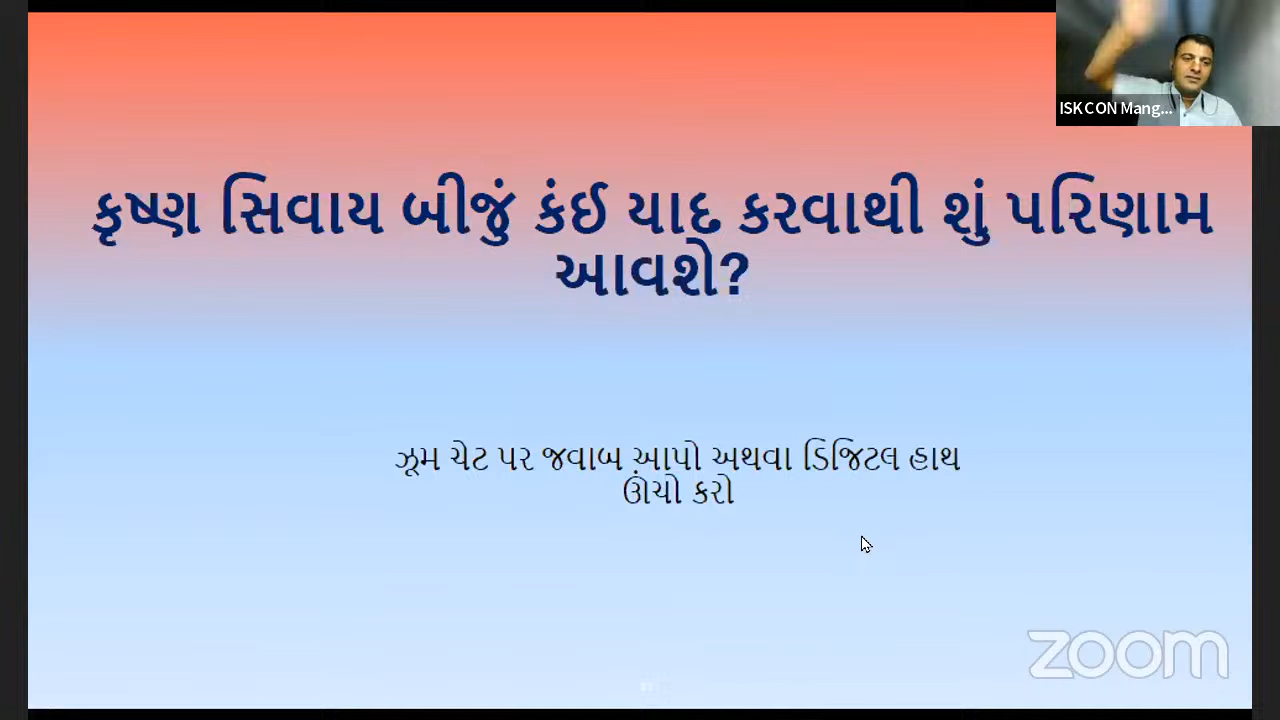 ISKCON Mang...
કૃષ્ણ સિવાય બીજું કંઈ યાદ કરવાથી શું પરિણામ
આવશે?
ઝૂમ ચેટ પર જવાબ આપો અથવા ડિજિટલ હાથ
ઊંચો કરો
zoom